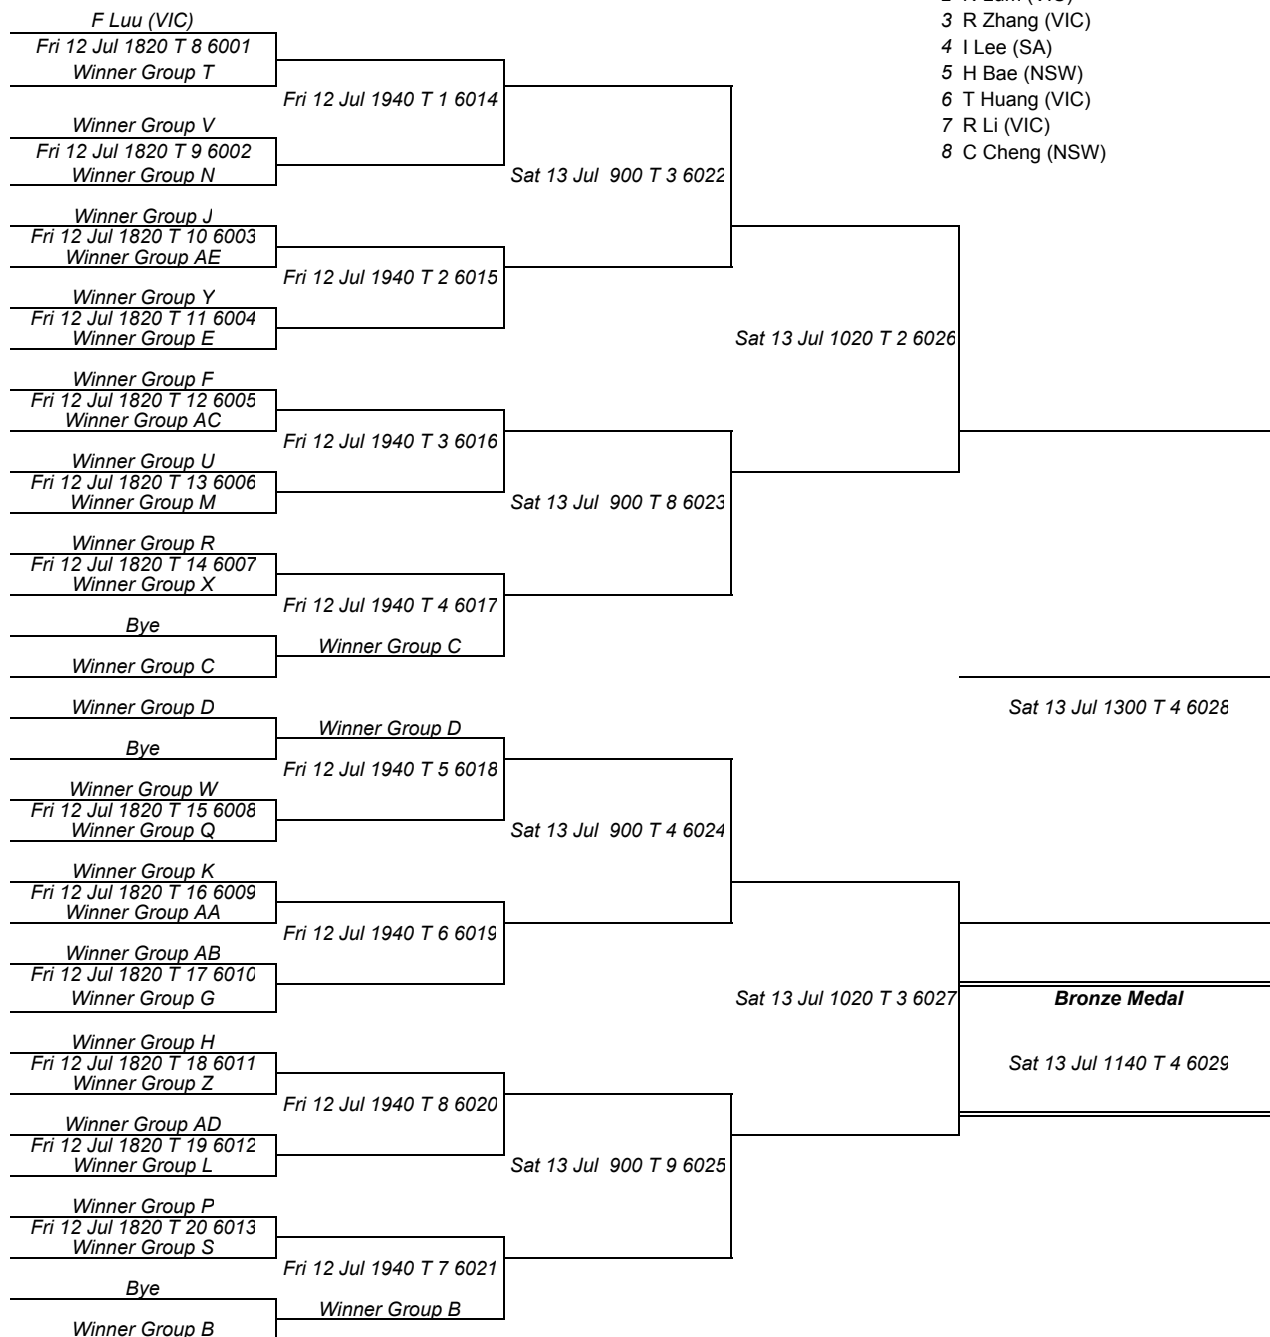 3 R Zhang (VIC)
4 I Lee (SA)
5 H Bae (NSW)
6 T Huang (VIC)
7 R Li (VIC)
8 C Cheng (NSW)
F Luu (VIC)
Fri 12 Jul 1820 T 8 6001
Winner Group T
Fri 12 Jul 1940 T 1 6014
Winner Group V
Fri 12 Jul 1820 T 9 6002
Winner Group N
Sat 13 Jul 900 T 3 6022
Winner Group J
Fri 12 Jul 1820 T 10 6003
Winner Group AE
Fri 12 Jul 1940 T 2 6015
Winner Group Y
Fri 12 Jul 1820 T 11 6004
Winner Group E
Sat 13 Jul 1020 T 2 6026
Winner Group F
Fri 12 Jul 1820 T 12 6005
Winner Group AC
Fri 12 Jul 1940 T 3 6016
Winner Group U
Fri 12 Jul 1820 T 13 6006
Winner Group M
Sat 13 Jul 900 T 8 6023
Winner Group R
Fri 12 Jul 1820 T 14 6007
Winner Group X
Fri 12 Jul 1940 T 4 6017
Bye
Winner Group C
Winner Group C
Winner Group D
Sat 13 Jul 1300 T 4 6028
Winner Group D
Bye
Fri 12 Jul 1940 T 5 6018
Winner Group W
Fri 12 Jul 1820 T 15 6008
Winner Group Q
Sat 13 Jul 900 T 4 6024
Winner Group K
Fri 12 Jul 1820 T 16 6009
Winner Group AA
Fri 12 Jul 1940 T 6 6019
Winner Group AB
Fri 12 Jul 1820 T 17 6010
Winner Group G
Sat 13 Jul 1020 T 3 6027
Bronze Medal
Winner Group H
Fri 12 Jul 1820 T 18 6011
Winner Group Z
Sat 13 Jul 1140 T 4 6029
Fri 12 Jul 1940 T 8 6020
Winner Group AD
Fri 12 Jul 1820 T 19 6012
Winner Group L
Sat 13 Jul 900 T 9 6025
Winner Group P
Fri 12 Jul 1820 T 20 6013
Winner Group S
Fri 12 Jul 1940 T 7 6021
Bye
Winner Group B
Winner Group B